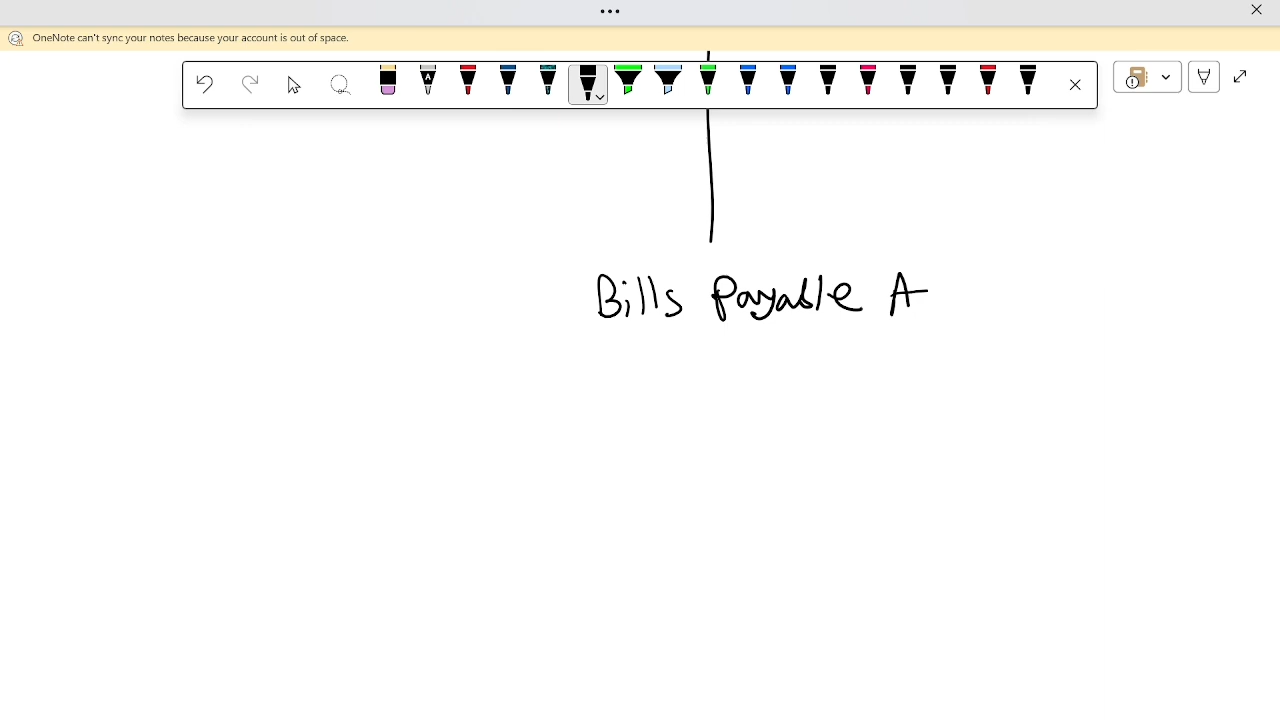 OneNote can't sync your notes because your account is out of space.
A
Bills Payable A